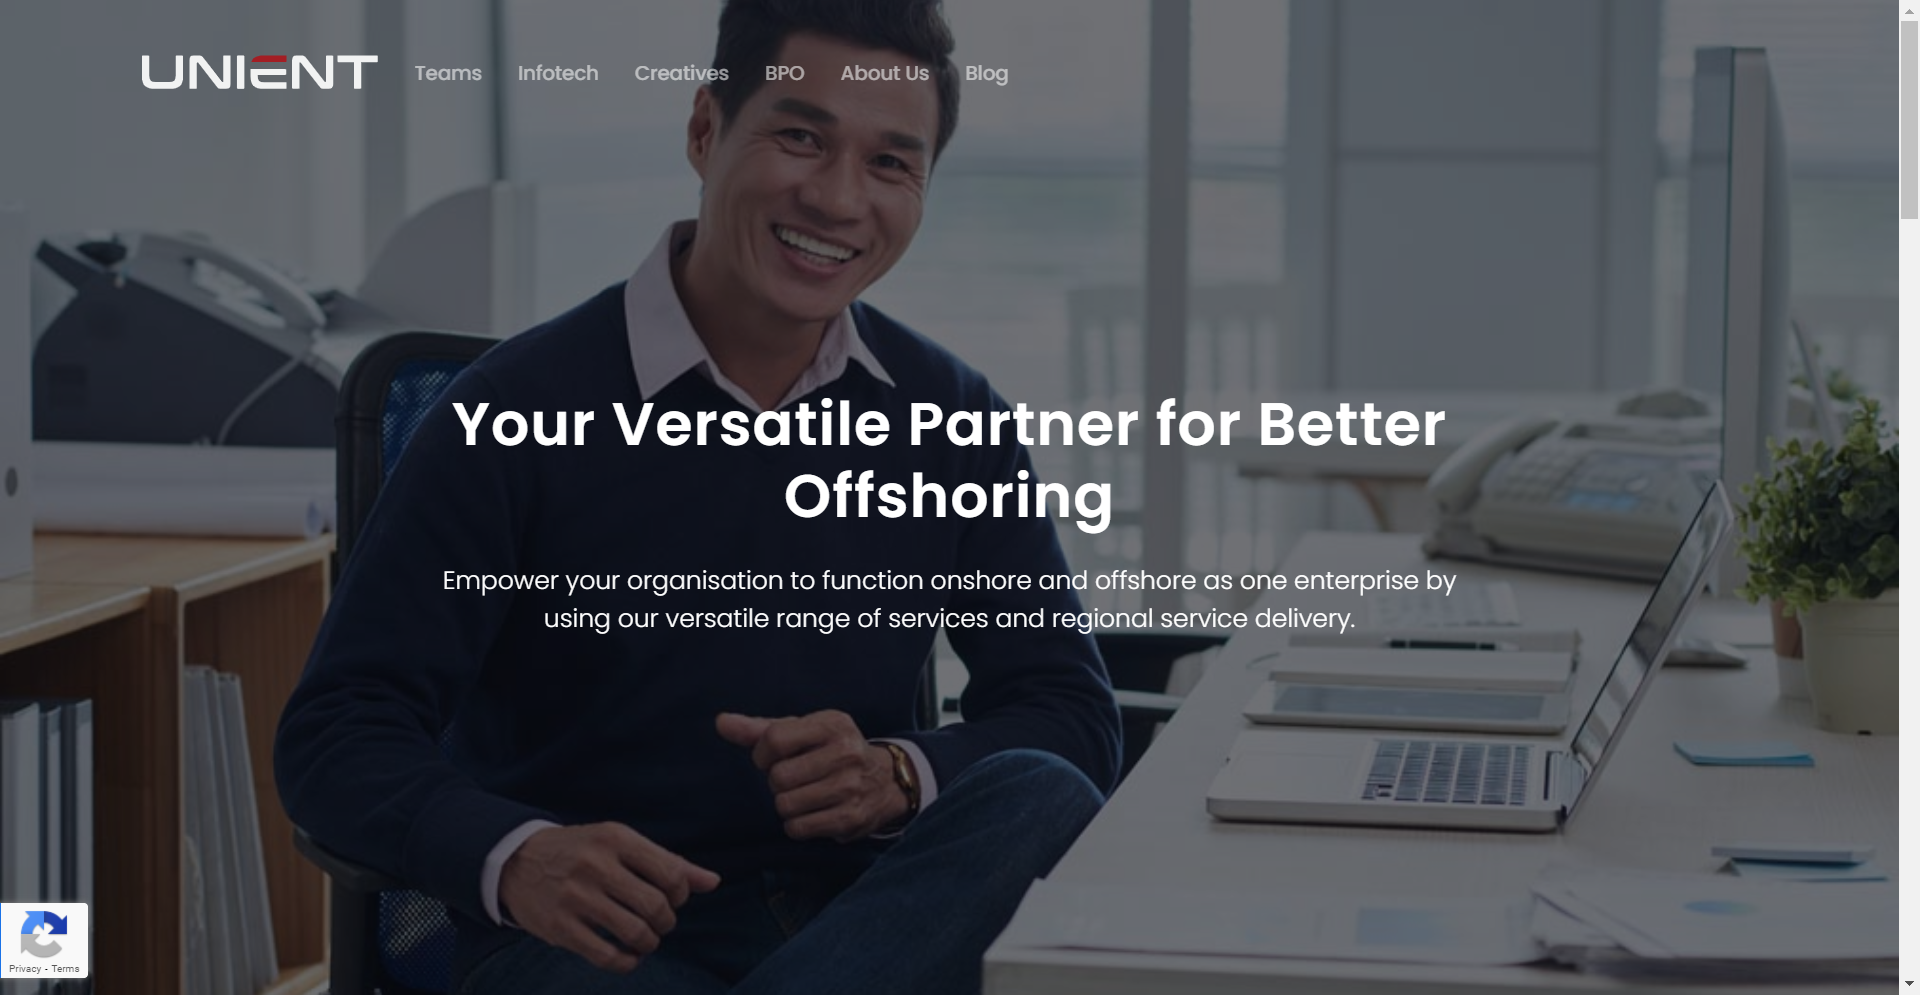 UNIENT
Teams
Infotech
Creatives
BPO
About Us
Blog
Your Versatile Partner for Better
Offshoring
Empower your organisation to function onshore and offshore as one enterprise by
using our versatile range of services and regional service delivery.
Privacy - Terms